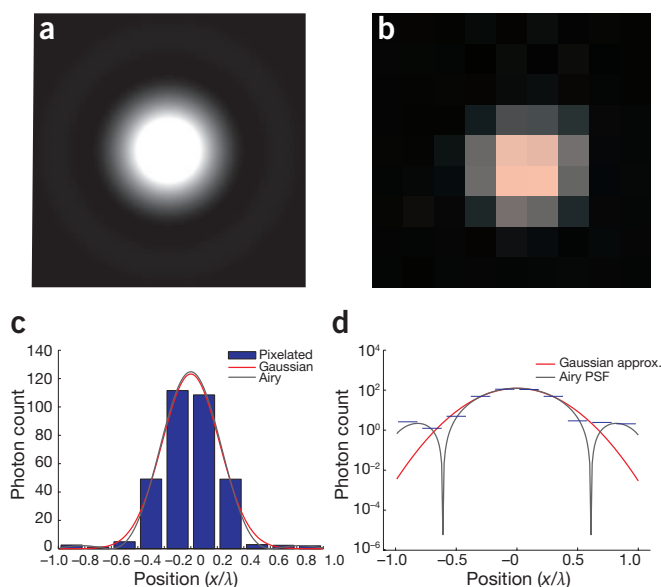 a
b
c
140
120
100
80
60
40
20
0
Photon count
Pixelated
Gaussian
Airy
−1.0 −0.8 −0.6 −0.4 −0.2 −0.0 0.2 0.4 0.6 0.8 1.0
Position (x/λ)
d
10⁴
10²
10⁰
10⁻²
10⁻⁴
10⁻⁶
Photon count
Gaussian approx.
Airy PSF
−1.0 −0.5 −0 0.5 1.0
Position (x/λ)